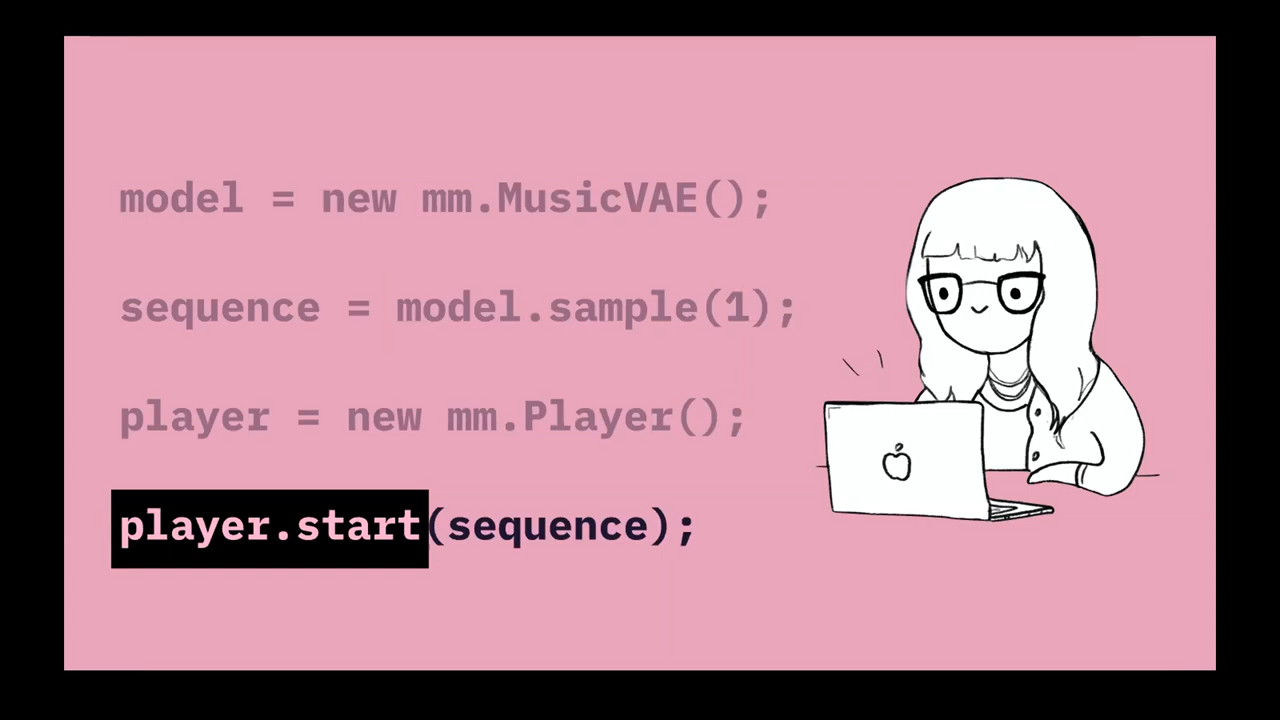 model = new mm.MusicVAE();
sequence = model.sample(1);
player = new mm.Player();
player.start(sequence);